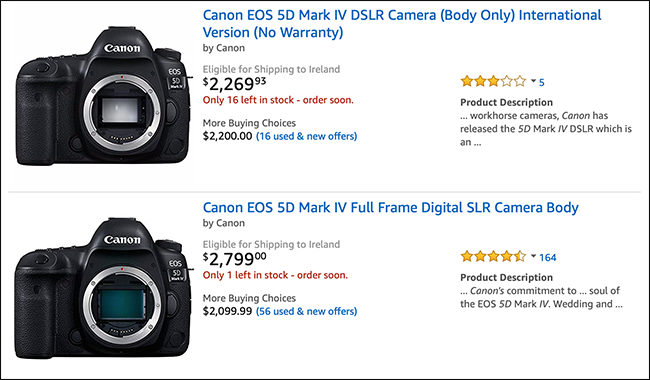 Canon EOS 5D Mark IV DSLR Camera (Body Only) International
Version (No Warranty)
by Canon
Eligible for Shipping to Ireland
$2,269 93
Only 16 left in stock - order soon.
More Buying Choices
$2,200.00 (16 used & new offers)
5
Product Description
... workhorse cameras, Canon has
released the 5D Mark IV DSLR which is
an ...
Canon
EOS
5D
Mark IV
Canon EOS 5D Mark IV Full Frame Digital SLR Camera Body
by Canon
Eligible for Shipping to Ireland
$2,799 00
Only 1 left in stock - order soon.
More Buying Choices
$2,099.99 (56 used & new offers)
164
Product Description
... Canon's commitment to ... soul of
the EOS 5D Mark IV. Wedding and ...
Canon
EOS
5D
Mark IV